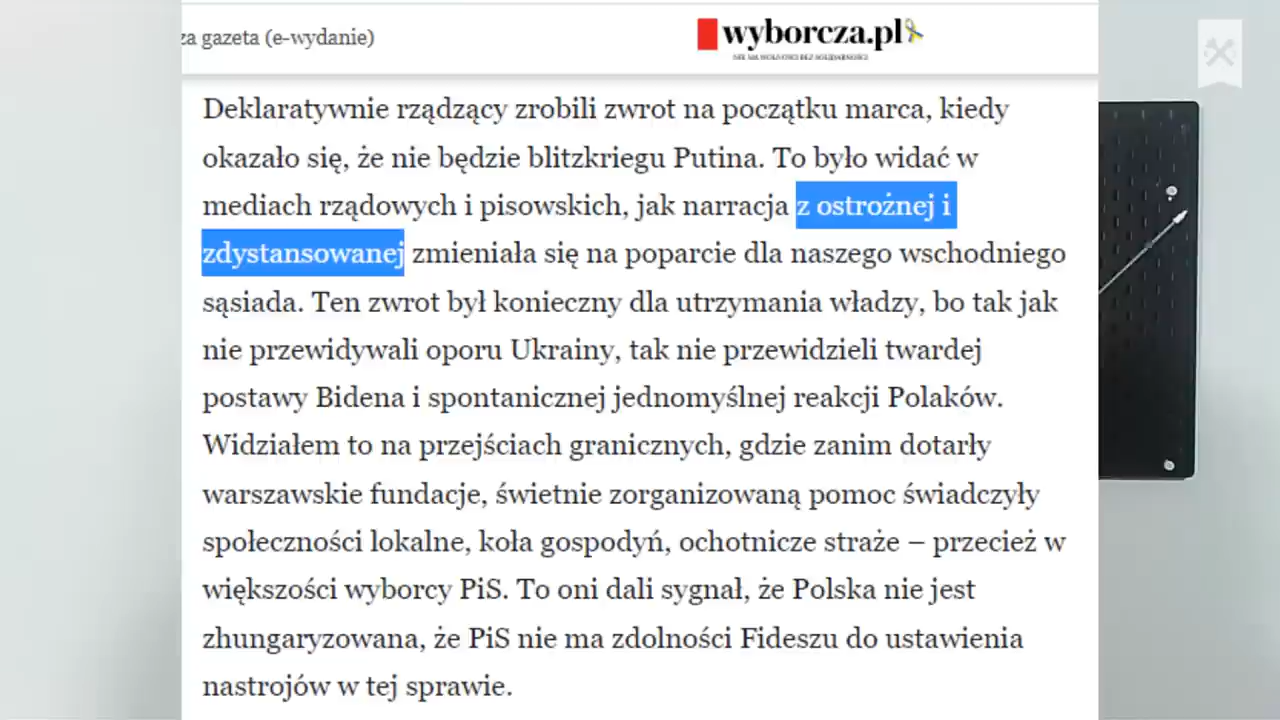 za gazeta (e-wydanie)
wyborcza.pl
NIE MA WOLNOŚCI BEZ SOLIDARNOŚCI
Deklaratywnie rządzący zrobili zwrot na początku marca, kiedy
okazało się, że nie będzie blitzkriegu Putina. To było widać w
mediach rządowych i pisowskich, jak narracja z ostrożnej i
zdystansowanej zmieniała się na poparcie dla naszego wschodniego
sąsiada. Ten zwrot był konieczny dla utrzymania władzy, bo tak jak
nie przewidywali oporu Ukrainy, tak nie przewidzieli twardej
postawy Bidena i spontanicznej jednomyślnej reakcji Polaków.
Widziałem to na przejściach granicznych, gdzie zanim dotarły
warszawskie fundacje, świetnie zorganizowaną pomoc świadczyły
społeczności lokalne, koła gospodyń, ochotnicze straże – przecież w
większości wyborcy PiS. To oni dali sygnał, że Polska nie jest
zhungaryzowana, że PiS nie ma zdolności Fideszu do ustawienia
nastrojów w tej sprawie.